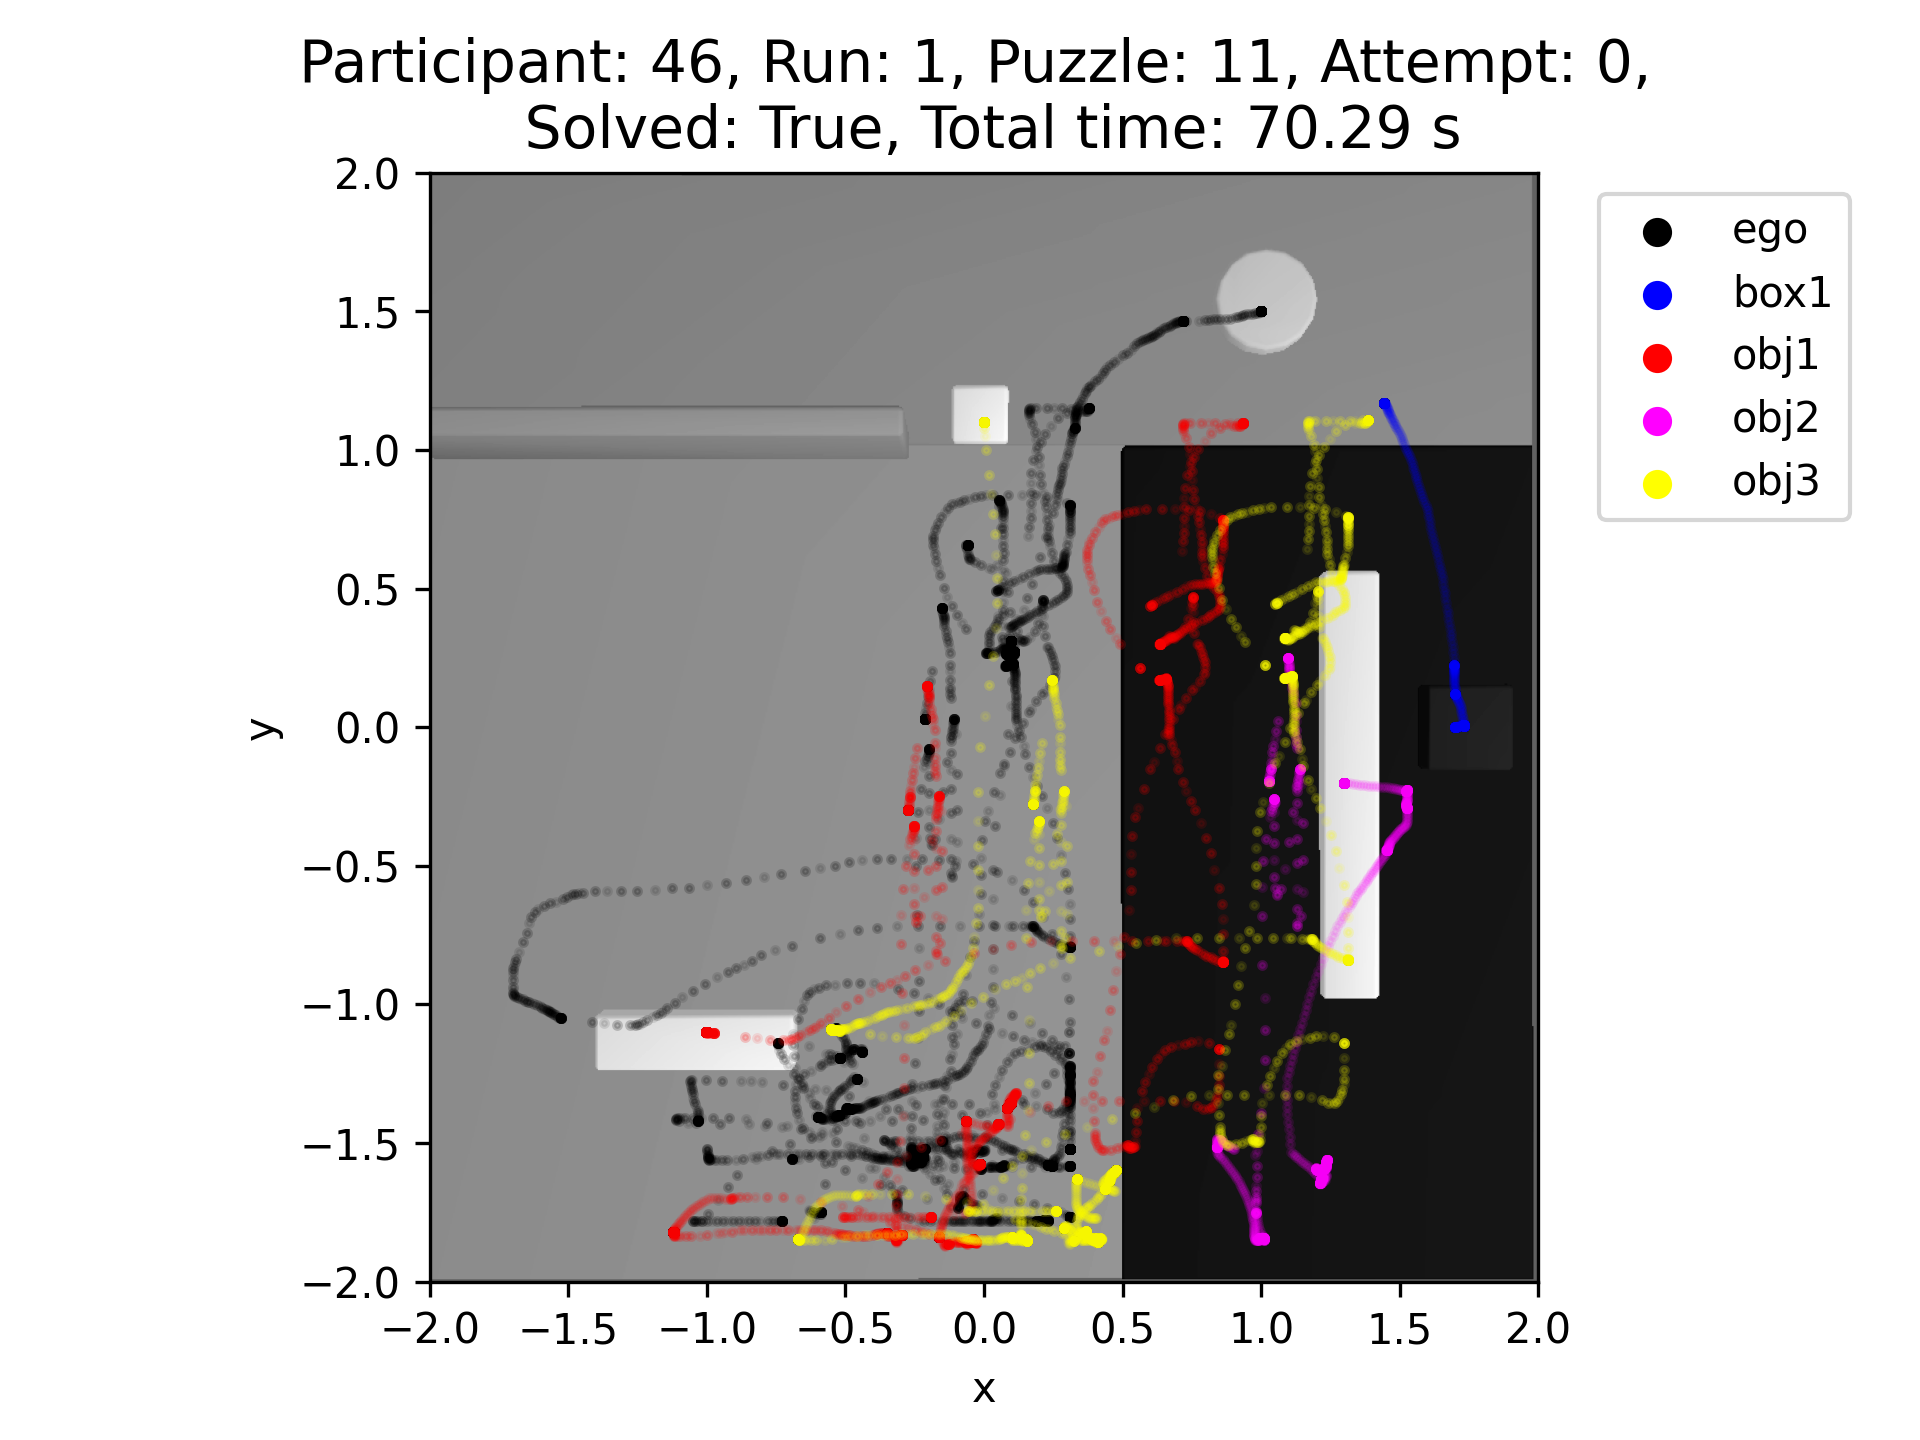 Participant: 46, Run: 1, Puzzle: 11, Attempt: 0,
Solved: True, Total time: 70.29 s
2.0
1.5
1.0
0.5
0.0
−0.5
−1.0
−1.5
−2.0
y
−2.0 −1.5 −1.0 −0.5 0.0 0.5 1.0 1.5 2.0
x
ego
box1
obj1
obj2
obj3